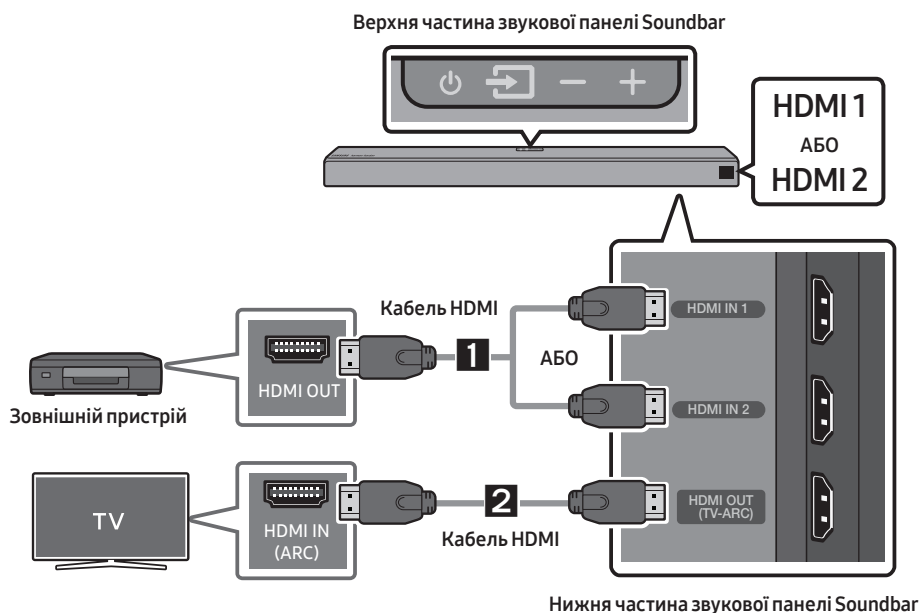 Верхня частина звукової панелі Soundbar
HDMI 1
АБО
HDMI 2
Кабель HDMI
HDMI IN 1
1
АБО
HDMI OUT
HDMI IN 2
Зовнішній пристрій
TV
HDMI IN
(ARC)
2
HDMI OUT
(TV-ARC)
Кабель HDMI
Нижня частина звукової панелі Soundbar